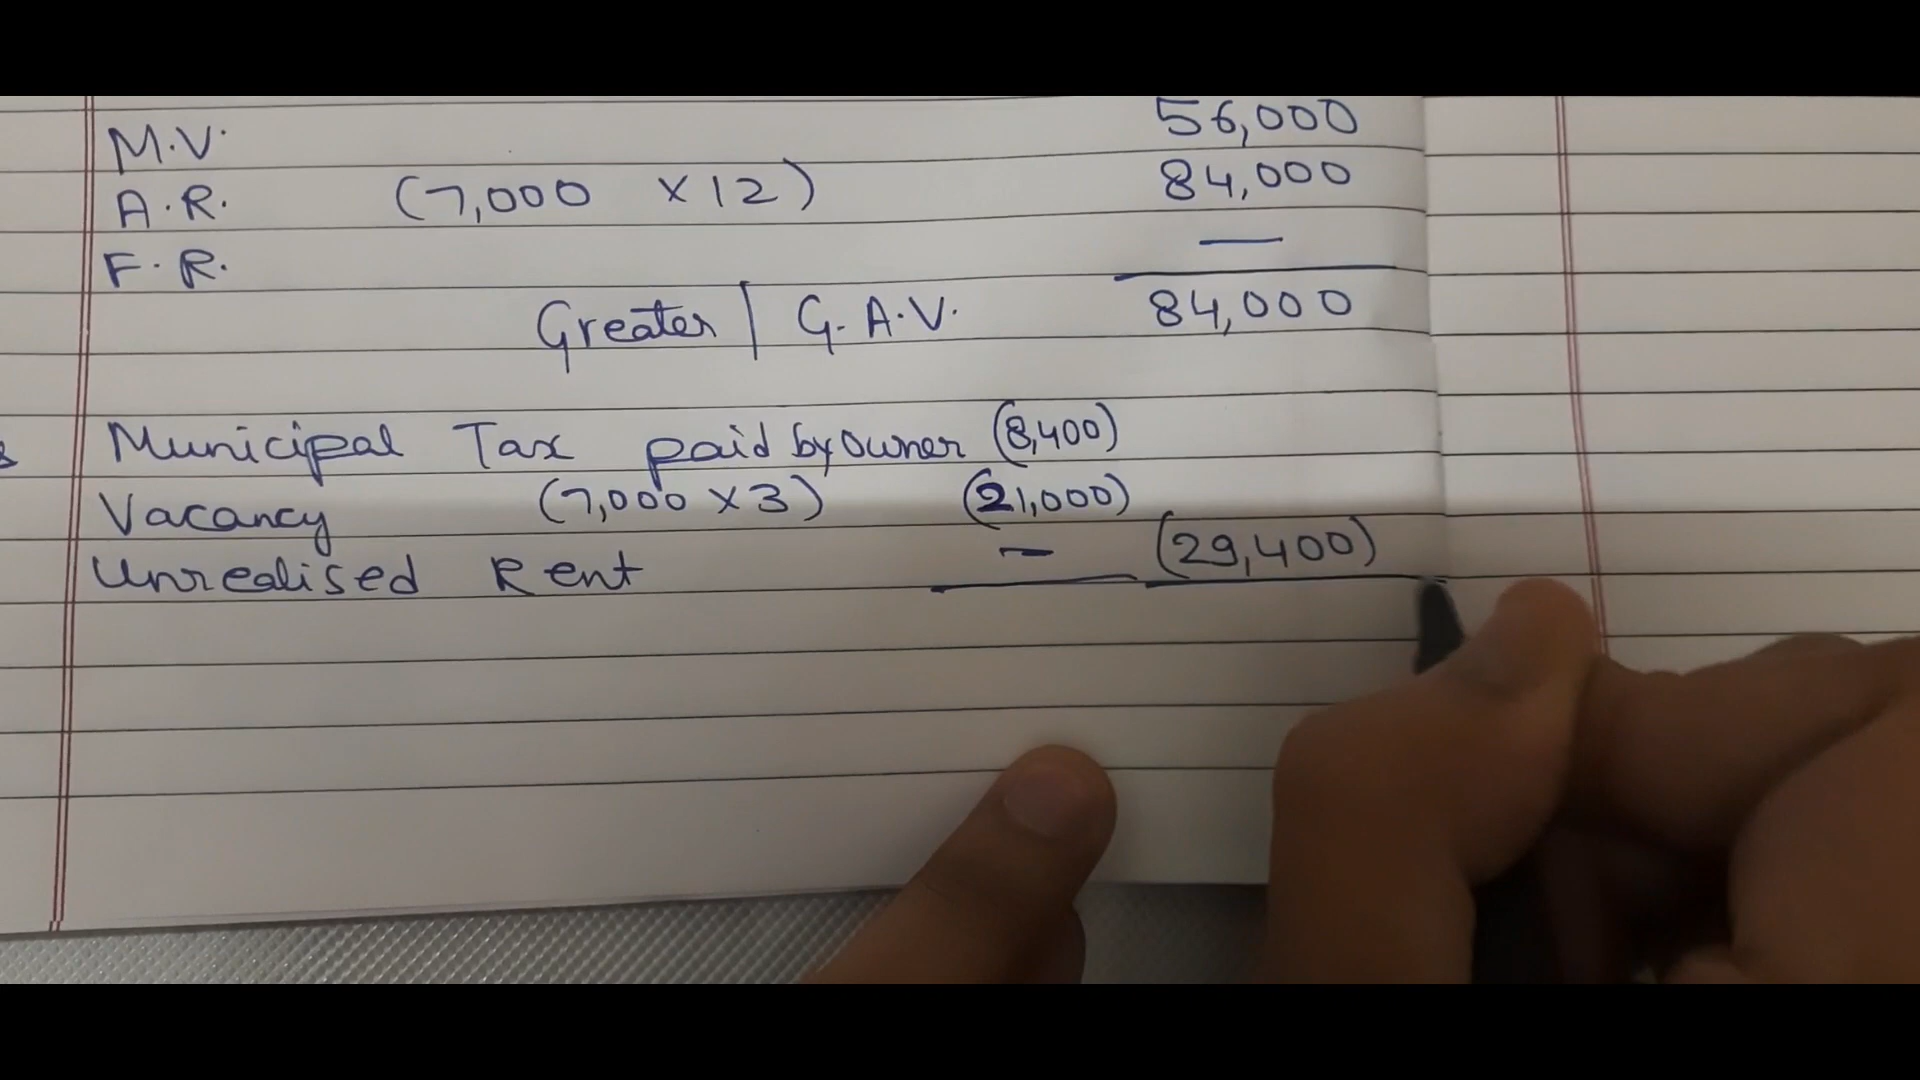 M.V. 56,000
A.R. (7,000 x 12) 84,000
F.R. —
Greater | G.A.V. 84,000
Municipal Tax paid by owner (8,400)
Vacancy (7,000 x 3) (21,000)
Unrealised Rent — (29,400)